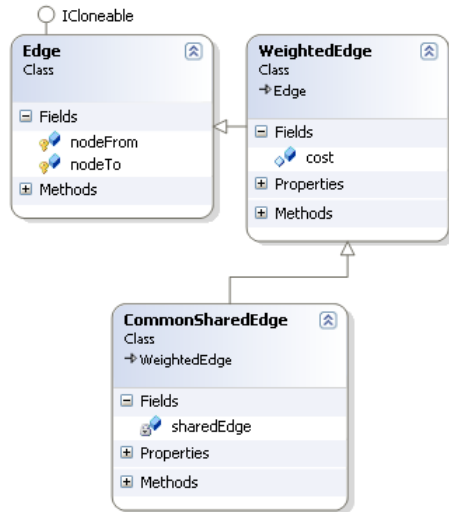 ICloneable
Edge
Class
Fields
nodeFrom
nodeTo
Methods
WeightedEdge
Class
Edge
Fields
cost
Properties
Methods
CommonSharedEdge
Class
WeightedEdge
Fields
sharedEdge
Properties
Methods